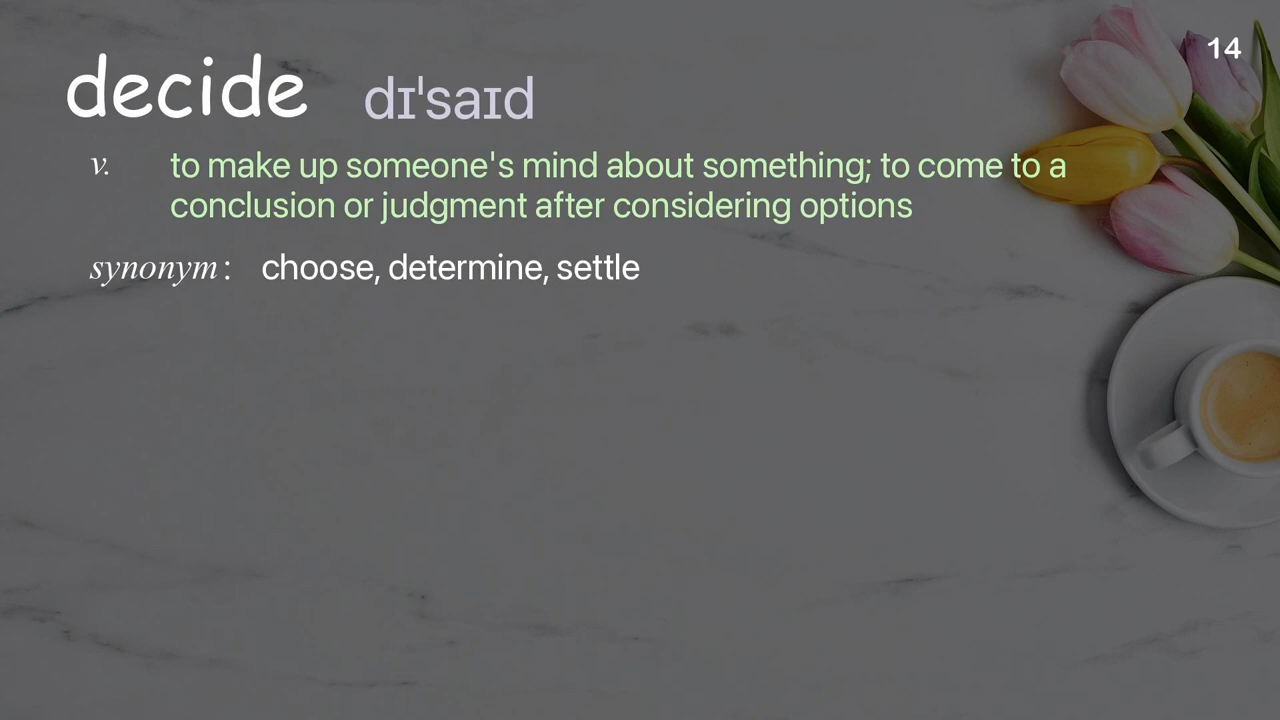 14
decide dɪˈsaɪd
v. to make up someone's mind about something; to come to a
conclusion or judgment after considering options
synonym: choose, determine, settle